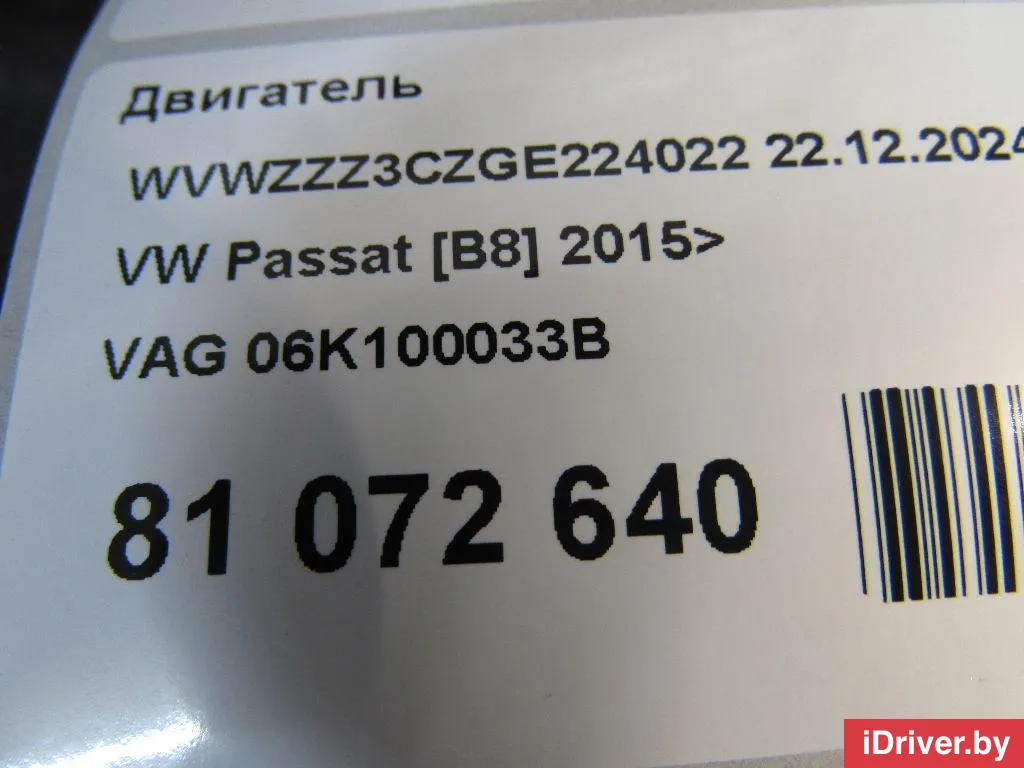 Двигатель
WVWZZZ3CZGE224022 22.12.2024
VW Passat [B8] 2015>
VAG 06K100033B
81 072 640
iDriver.by